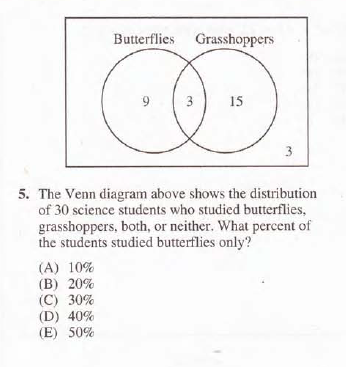 Butterflies Grasshoppers
9 3 15
3
5. The Venn diagram above shows the distribution
of 30 science students who studied butterflies,
grasshoppers, both, or neither. What percent of
the students studied butterflies only?
(A) 10%
(B) 20%
(C) 30%
(D) 40%
(E) 50%